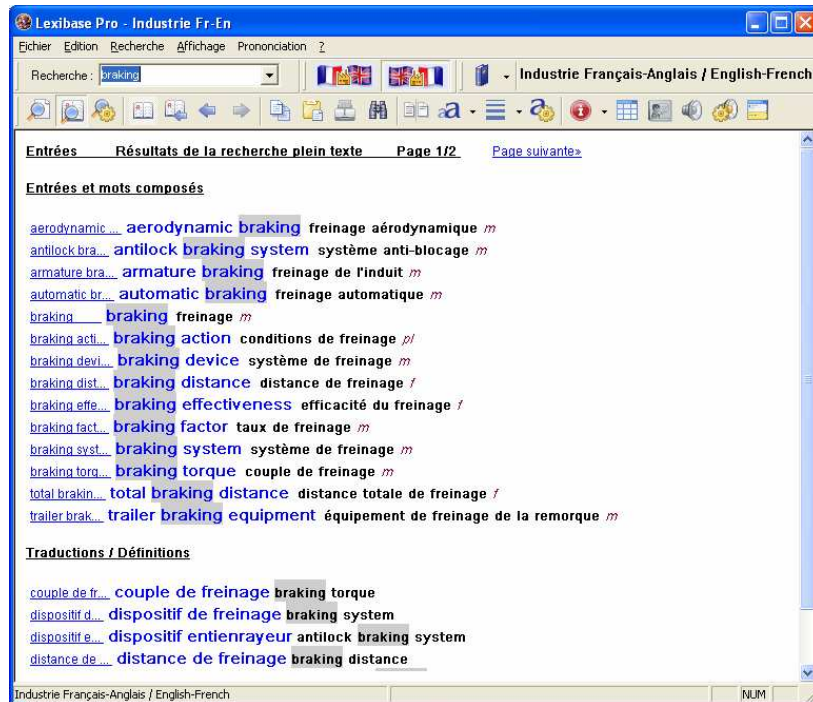 Lexibase Pro - Industrie Fr-En
Fichier Edition Recherche Affichage Prononciation ?
Recherche : braking Industrie Français-Anglais / English-French
Entrées Résultats de la recherche plein texte Page 1/2 Page suivante»
Entrées et mots composés
aerodynamic ... aerodynamic braking freinage aérodynamique m
antilock bra... antilock braking system système anti-blocage m
armature bra... armature braking freinage de l'induit m
automatic br... automatic braking freinage automatique m
braking braking freinage m
braking acti... braking action conditions de freinage pl
braking devi... braking device système de freinage m
braking dist... braking distance distance de freinage f
braking effe... braking effectiveness efficacité du freinage f
braking fact... braking factor taux de freinage m
braking syst... braking system système de freinage m
braking torq... braking torque couple de freinage m
total brakin... total braking distance distance totale de freinage f
trailer brak... trailer braking equipment équipement de freinage de la remorque m
Traductions / Définitions
couple de fr... couple de freinage braking torque
dispositif d... dispositif de freinage braking system
dispositif e... dispositif entienrayeur antilock braking system
distance de ... distance de freinage braking distance
Industrie Français-Anglais / English-French NUM